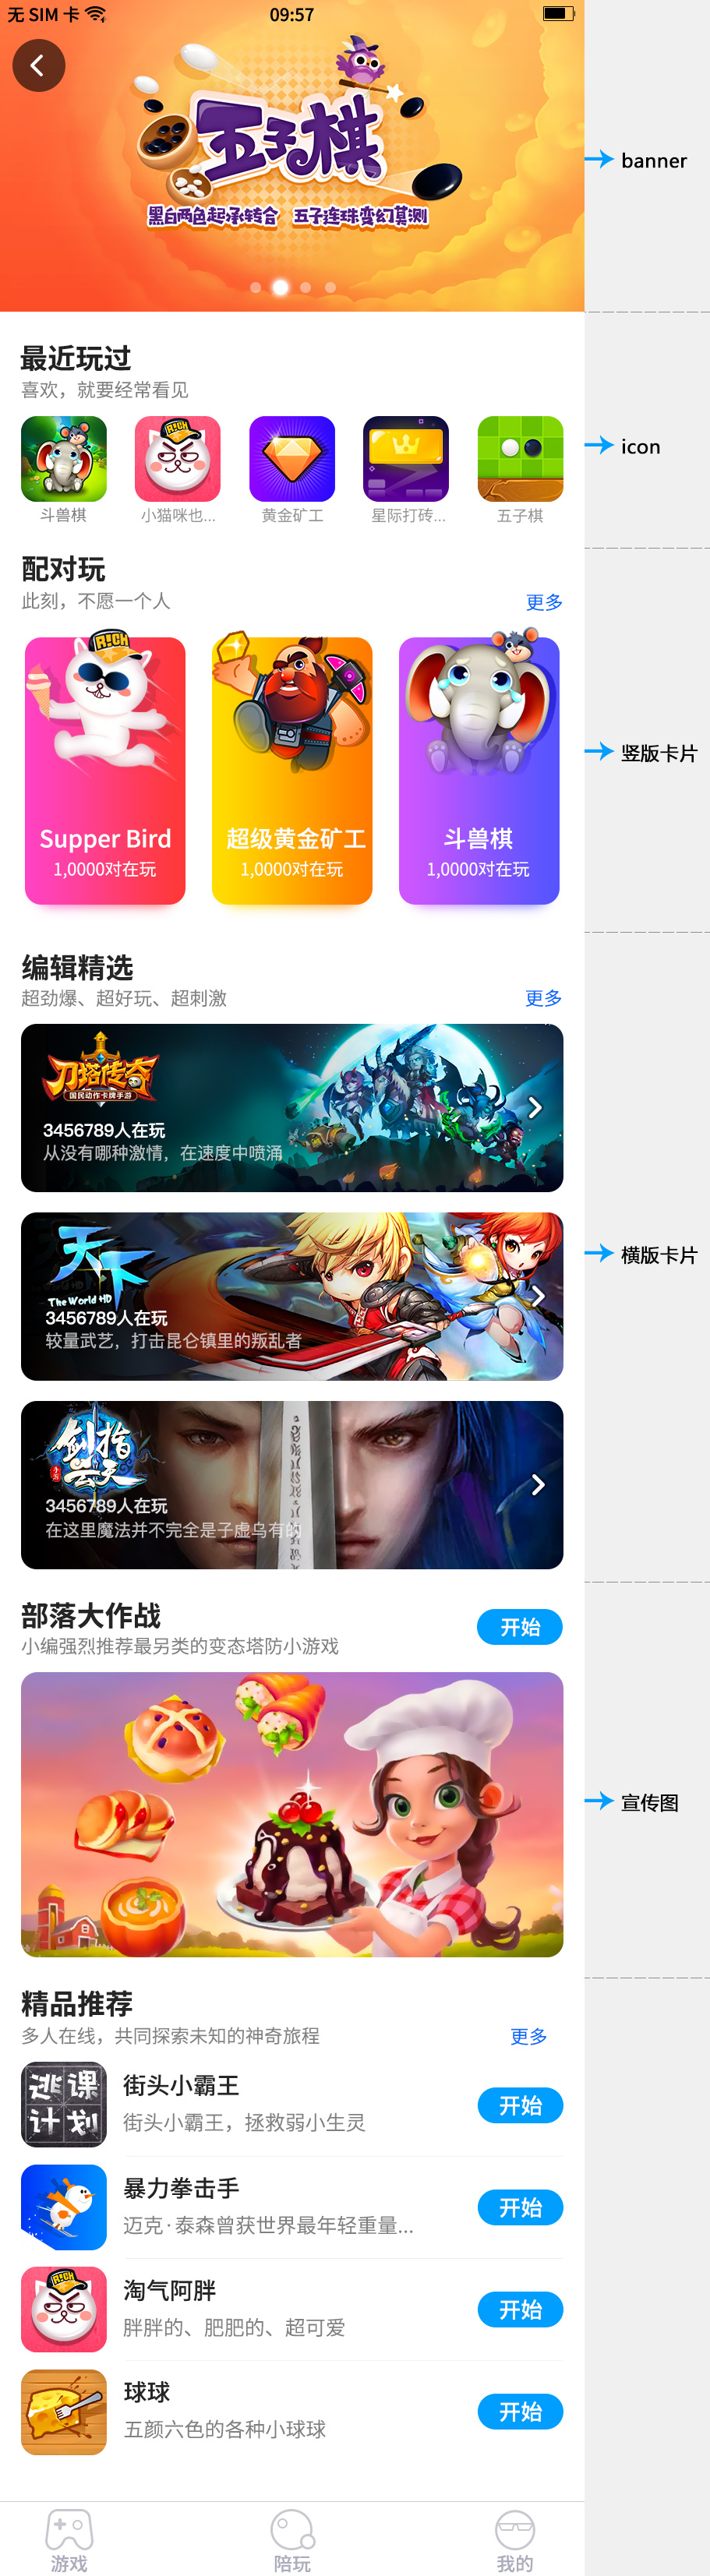 无 SIM 卡
09:57
五子棋
黑白两色起承转合 五子连珠变幻莫测
banner
最近玩过
喜欢，就要经常看见
icon
RICH
斗兽棋
小猫咪也...
黄金矿工
星际打砖...
五子棋
配对玩
此刻，不愿一个人
更多
RICH
竖版卡片
Supper Bird
超级黄金矿工
斗兽棋
1,0000对在玩
1,0000对在玩
1,0000对在玩
编辑精选
超劲爆、超好玩、超刺激
更多
刀塔传奇
国民动作卡牌手游
3456789人在玩
从没有哪种激情，在速度中喷涌
天下
The World HD
横版卡片
3456789人在玩
较量武艺，打击昆仑镇里的叛乱者
剑指云天
3456789人在玩
在这里魔法并不完全是子虚乌有的
部落大作战
开始
小编强烈推荐最另类的变态塔防小游戏
宣传图
精品推荐
多人在线，共同探索未知的神奇旅程
更多
逃课
计划
街头小霸王
街头小霸王，拯救弱小生灵
开始
暴力拳击手
迈克·泰森曾获世界最年轻重量...
开始
RICH
淘气阿胖
胖胖的、肥肥的、超可爱
开始
球球
五颜六色的各种小球球
开始
游戏
陪玩
我的